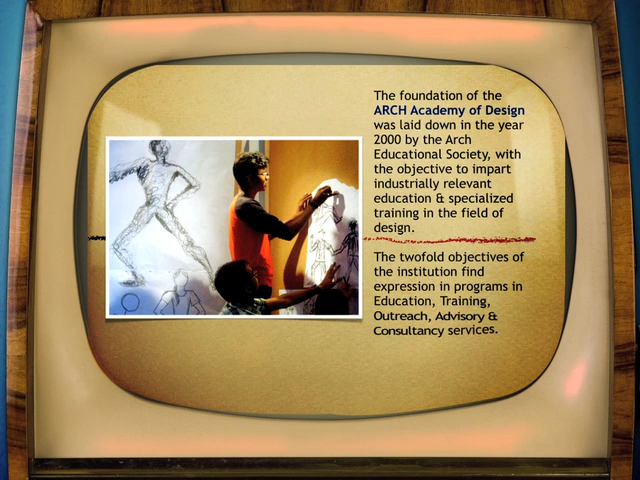 The foundation of the
ARCH Academy of Design
was laid down in the year
2000 by the Arch
Educational Society, with
the objective to impart
industrially relevant
education & specialized
training in the field of
design.
The twofold objectives of
the institution find
expression in programs in
Education, Training,
Outreach, Advisory &
Consultancy services.